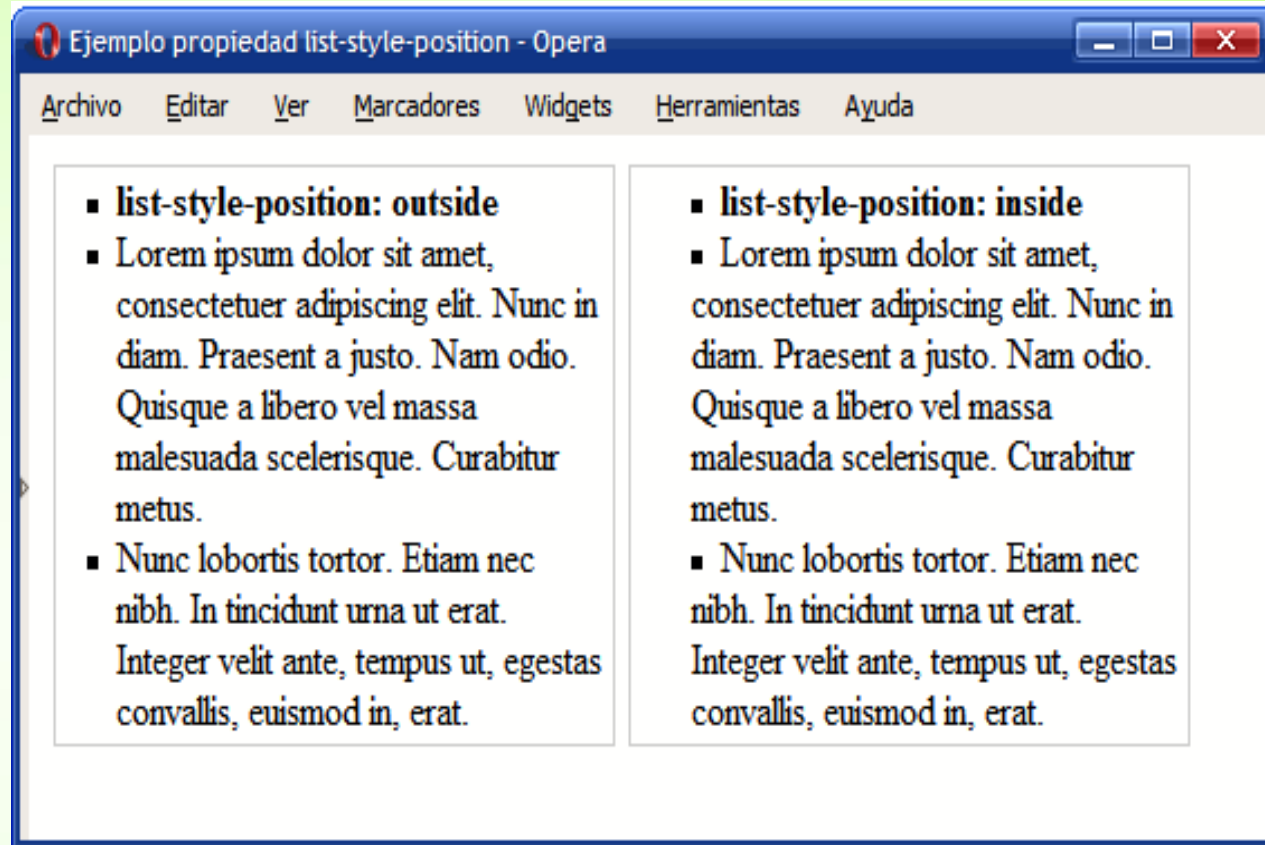 Ejemplo propiedad list-style-position - Opera
Archivo Editar Ver Marcadores Widgets Herramientas Ayuda
list-style-position: outside
Lorem ipsum dolor sit amet,
consectetuer adipiscing elit. Nunc in
diam. Praesent a justo. Nam odio.
Quisque a libero vel massa
malesuada scelerisque. Curabitur
metus.
Nunc lobortis tortor. Etiam nec
nibh. In tincidunt urna ut erat.
Integer velit ante, tempus ut, egestas
convallis, euismod in, erat.
list-style-position: inside
Lorem ipsum dolor sit amet,
consectetuer adipiscing elit. Nunc in
diam. Praesent a justo. Nam odio.
Quisque a libero vel massa
malesuada scelerisque. Curabitur
metus.
Nunc lobortis tortor. Etiam nec
nibh. In tincidunt urna ut erat.
Integer velit ante, tempus ut, egestas
convallis, euismod in, erat.